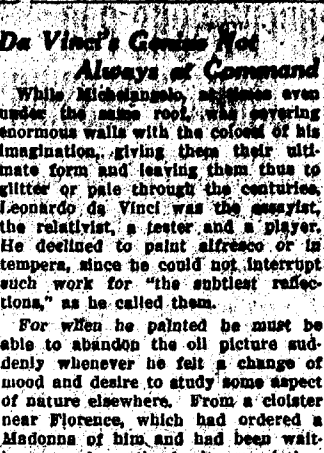 Da Vinci's Genius Not
Always at Command
While Michelangelo, at times even
under the same roof, was covering
enormous walls with the colossi of his
imagination, giving them their ulti-
mate form and leaving them thus to
glitter or pale through the centuries,
Leonardo da Vinci was the essayist,
the relativist, a tester and a player.
He declined to paint alfresco or in
tempera, since he could not interrupt
such work for "the subtlest reflec-
tions," as he called them.
For when he painted he must be
able to abandon the oil picture sud-
denly whenever he felt a change of
mood and desire to study some aspect
of nature elsewhere. From a cloister
near Florence, which had ordered a
Madonna of him and had been wait-